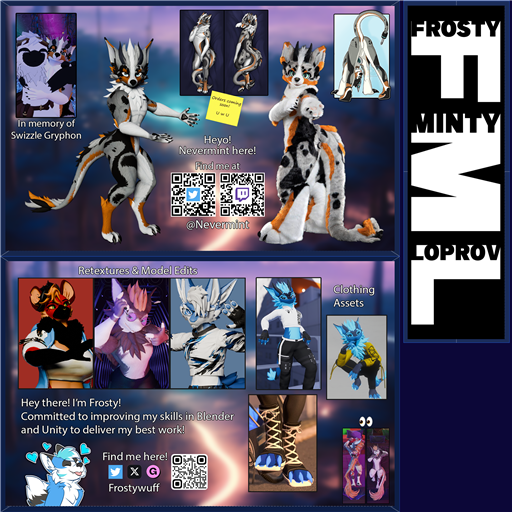 In memory of
Swizzle Gryphon
Orders coming
soon!
U w U
Heyo!
Nevermint here!
Find me at
@Nevermint
FROSTY
MINTY
LOPROV
FML
Retextures & Model Edits
Clothing
Assets
Hey there! I'm Frosty!
Committed to improving my skills in Blender
and Unity to deliver my best work!
Find me here!
Frostywuff